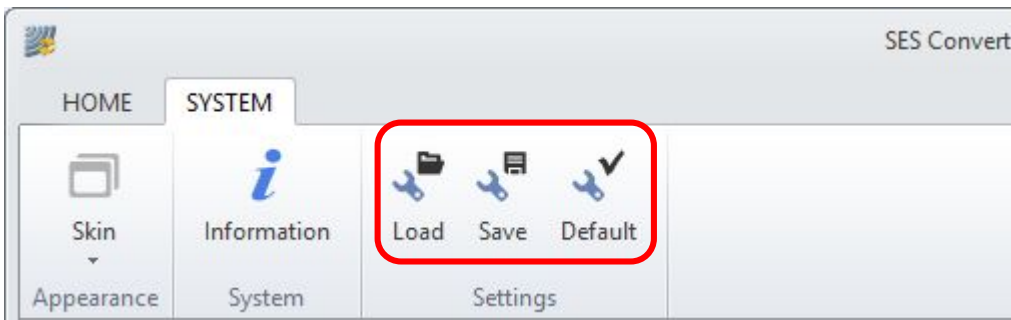 SES Convert
HOME SYSTEM
Skin Information Load Save Default
Appearance System Settings